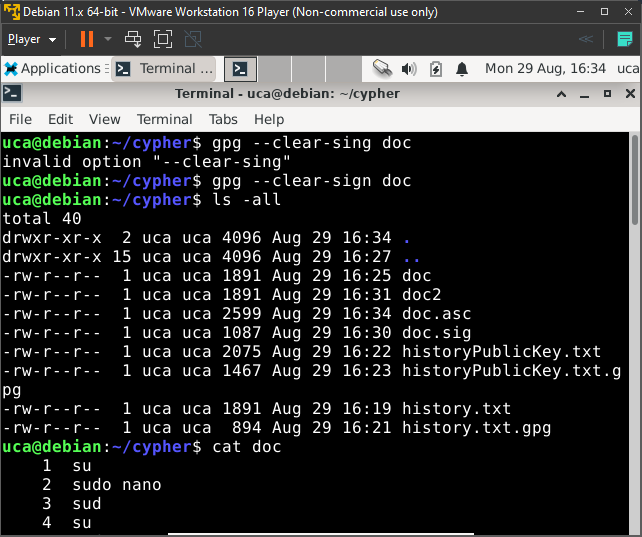 Debian 11.x 64-bit - VMware Workstation 16 Player (Non-commercial use only)
Player
Applications Terminal ... Mon 29 Aug, 16:34 uca
Terminal - uca@debian: ~/cypher
File Edit View Terminal Tabs Help
uca@debian:~/cypher$ gpg --clear-sing doc
invalid option "--clear-sing"
uca@debian:~/cypher$ gpg --clear-sign doc
uca@debian:~/cypher$ ls -all
total 40
drwxr-xr-x  2 uca uca 4096 Aug 29 16:34 .
drwxr-xr-x 15 uca uca 4096 Aug 29 16:27 ..
-rw-r--r--  1 uca uca 1891 Aug 29 16:25 doc
-rw-r--r--  1 uca uca 1891 Aug 29 16:31 doc2
-rw-r--r--  1 uca uca 2599 Aug 29 16:34 doc.asc
-rw-r--r--  1 uca uca 1087 Aug 29 16:30 doc.sig
-rw-r--r--  1 uca uca 2075 Aug 29 16:22 historyPublicKey.txt
-rw-r--r--  1 uca uca 1467 Aug 29 16:23 historyPublicKey.txt.g
pg
-rw-r--r--  1 uca uca 1891 Aug 29 16:19 history.txt
-rw-r--r--  1 uca uca  894 Aug 29 16:21 history.txt.gpg
uca@debian:~/cypher$ cat doc
    1  su
    2  sudo nano
    3  sud
    4  su